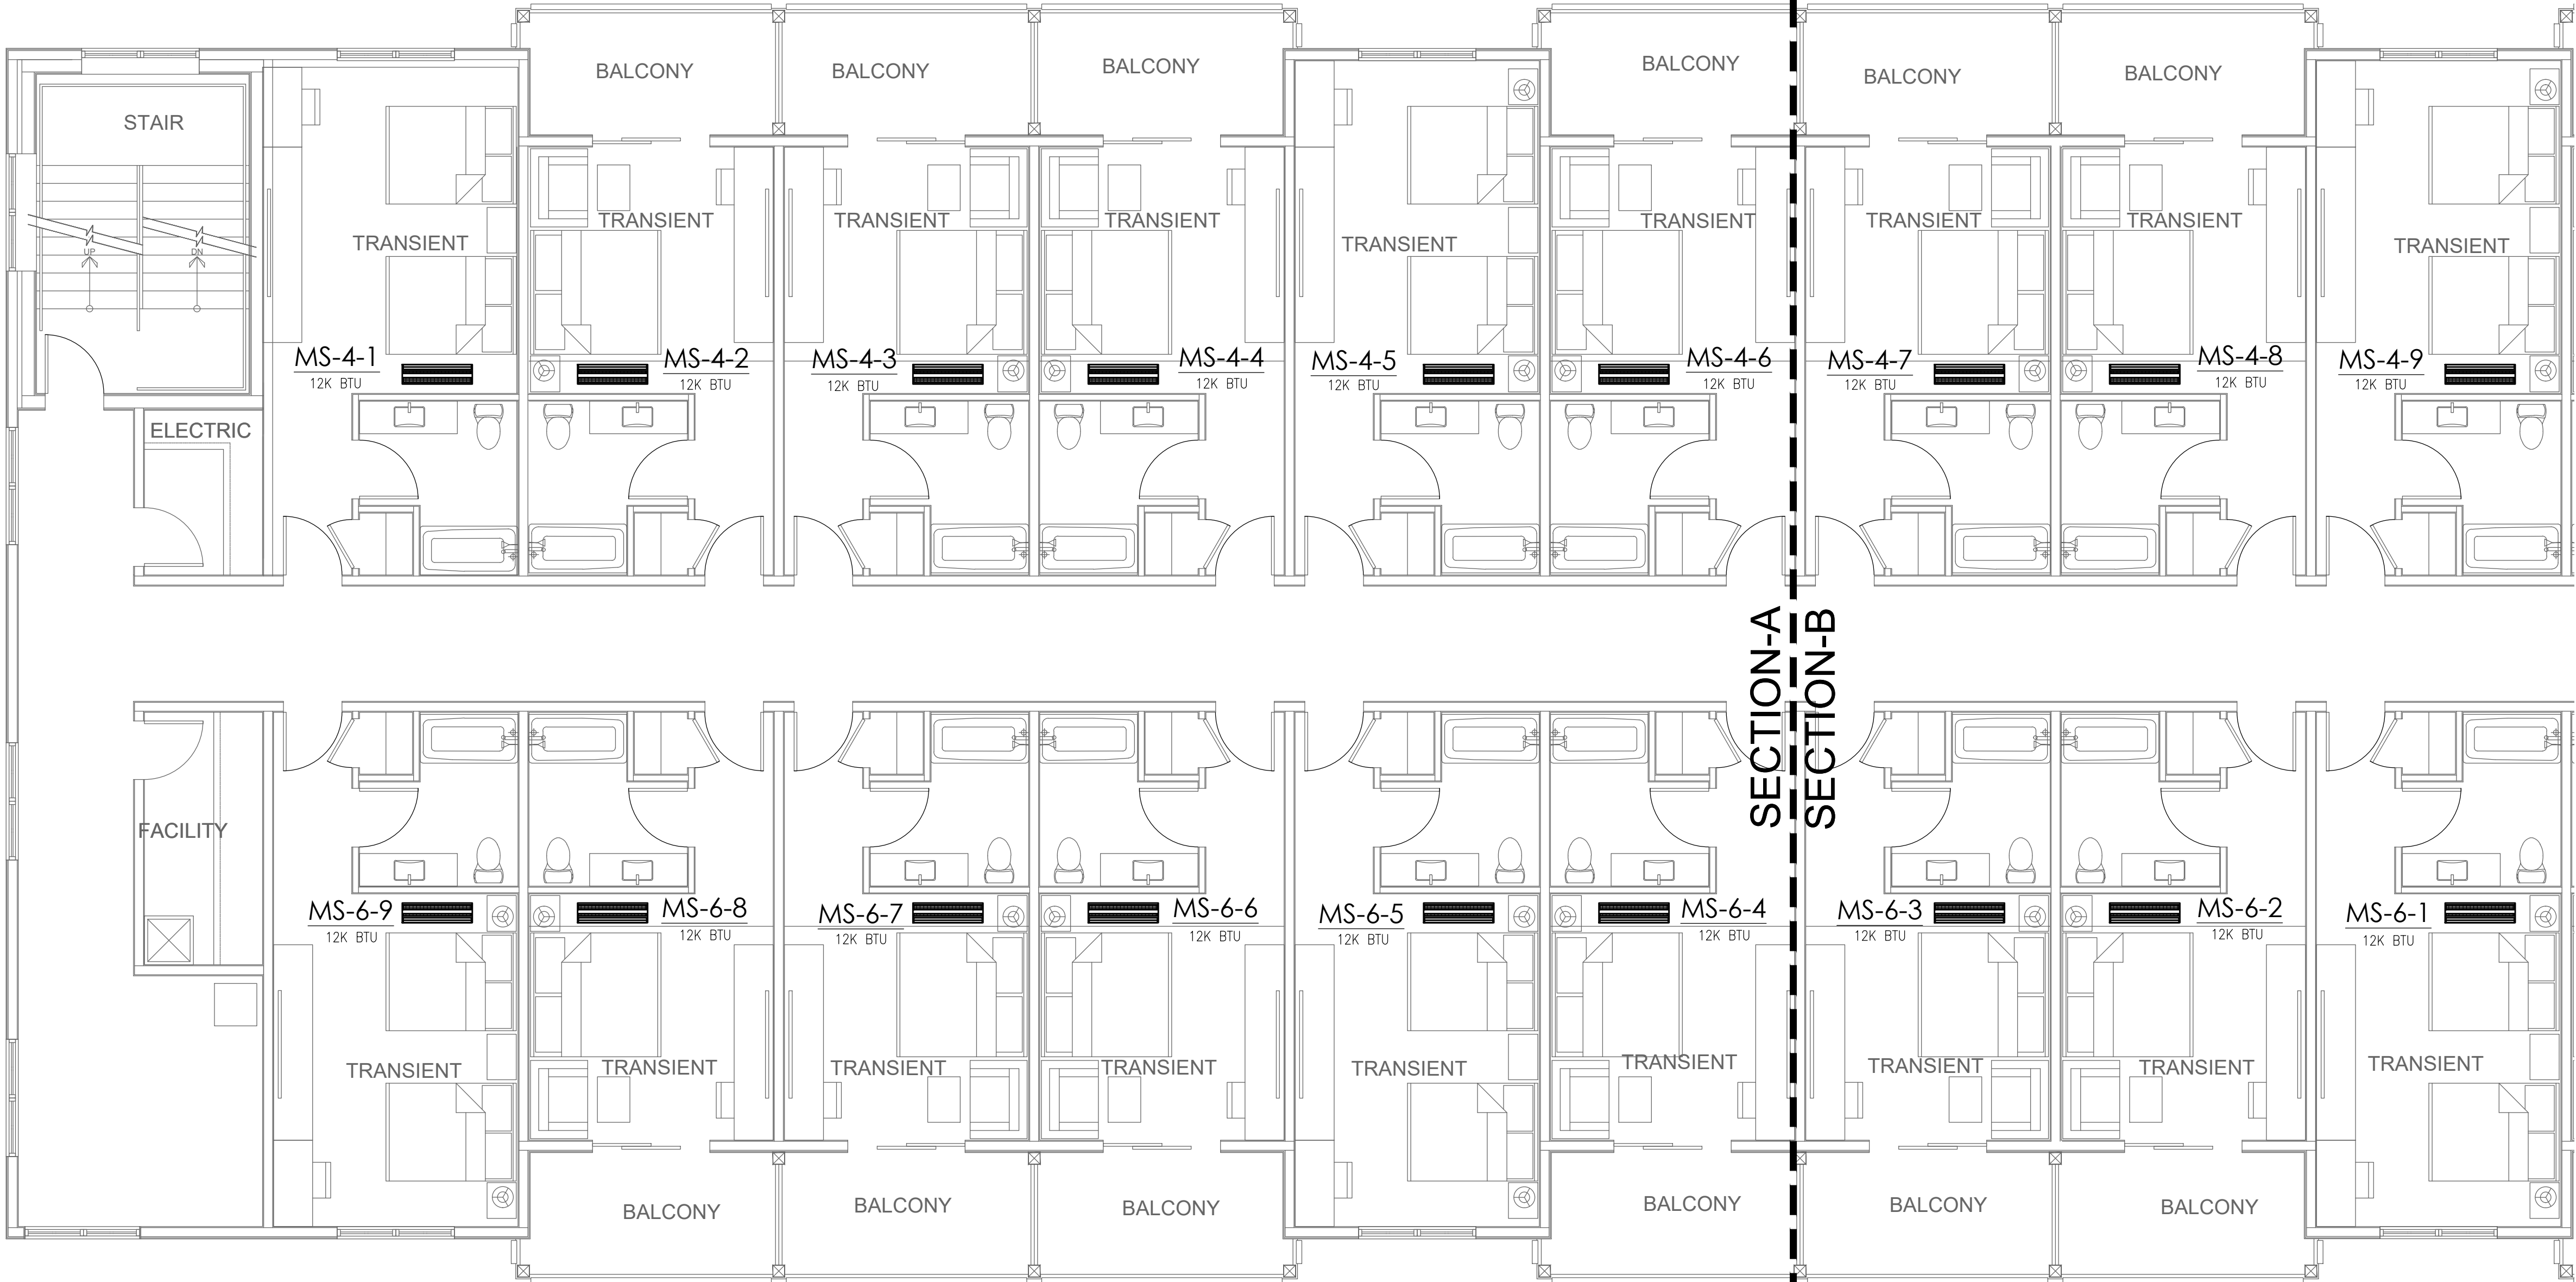 BALCONY
BALCONY
BALCONY
BALCONY
BALCONY
BALCONY
STAIR
UP
DN
TRANSIENT
TRANSIENT
TRANSIENT
TRANSIENT
TRANSIENT
TRANSIENT
TRANSIENT
TRANSIENT
TRANSIENT
MS-4-1
12K BTU
MS-4-2
12K BTU
MS-4-3
12K BTU
MS-4-4
12K BTU
MS-4-5
12K BTU
MS-4-6
12K BTU
MS-4-7
12K BTU
MS-4-8
12K BTU
MS-4-9
12K BTU
ELECTRIC
SECTION-A
SECTION-B
FACILITY
MS-6-9
12K BTU
MS-6-8
12K BTU
MS-6-7
12K BTU
MS-6-6
12K BTU
MS-6-5
12K BTU
MS-6-4
12K BTU
MS-6-3
12K BTU
MS-6-2
12K BTU
MS-6-1
12K BTU
TRANSIENT
TRANSIENT
TRANSIENT
TRANSIENT
TRANSIENT
TRANSIENT
TRANSIENT
TRANSIENT
TRANSIENT
BALCONY
BALCONY
BALCONY
BALCONY
BALCONY
BALCONY